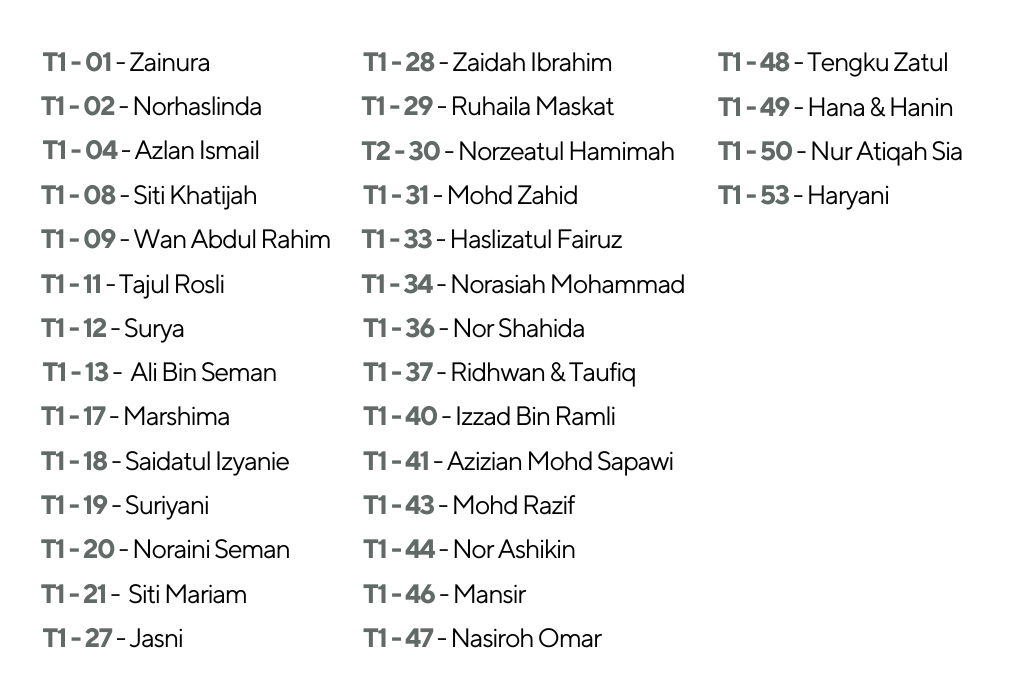 T1 - 01 - Zainura
T1 - 02 - Norhaslinda
T1 - 04 - Azlan Ismail
T1 - 08 - Siti Khatijah
T1 - 09 - Wan Abdul Rahim
T1 - 11 - Tajul Rosli
T1 - 12 - Surya
T1 - 13 - Ali Bin Seman
T1 - 17 - Marshima
T1 - 18 - Saidatul Izyanie
T1 - 19 - Suriyani
T1 - 20 - Noraini Seman
T1 - 21 - Siti Mariam
T1 - 27 - Jasni
T1 - 28 - Zaidah Ibrahim
T1 - 29 - Ruhaila Maskat
T2 - 30 - Norzeatul Hamimah
T1 - 31 - Mohd Zahid
T1 - 33 - Haslizatul Fairuz
T1 - 34 - Norasiah Mohammad
T1 - 36 - Nor Shahida
T1 - 37 - Ridhwan & Taufiq
T1 - 40 - Izzad Bin Ramli
T1 - 41 - Azizian Mohd Sapawi
T1 - 43 - Mohd Razif
T1 - 44 - Nor Ashikin
T1 - 46 - Mansir
T1 - 47 - Nasiroh Omar
T1 - 48 - Tengku Zatul
T1 - 49 - Hana & Hanin
T1 - 50 - Nur Atiqah Sia
T1 - 53 - Haryani